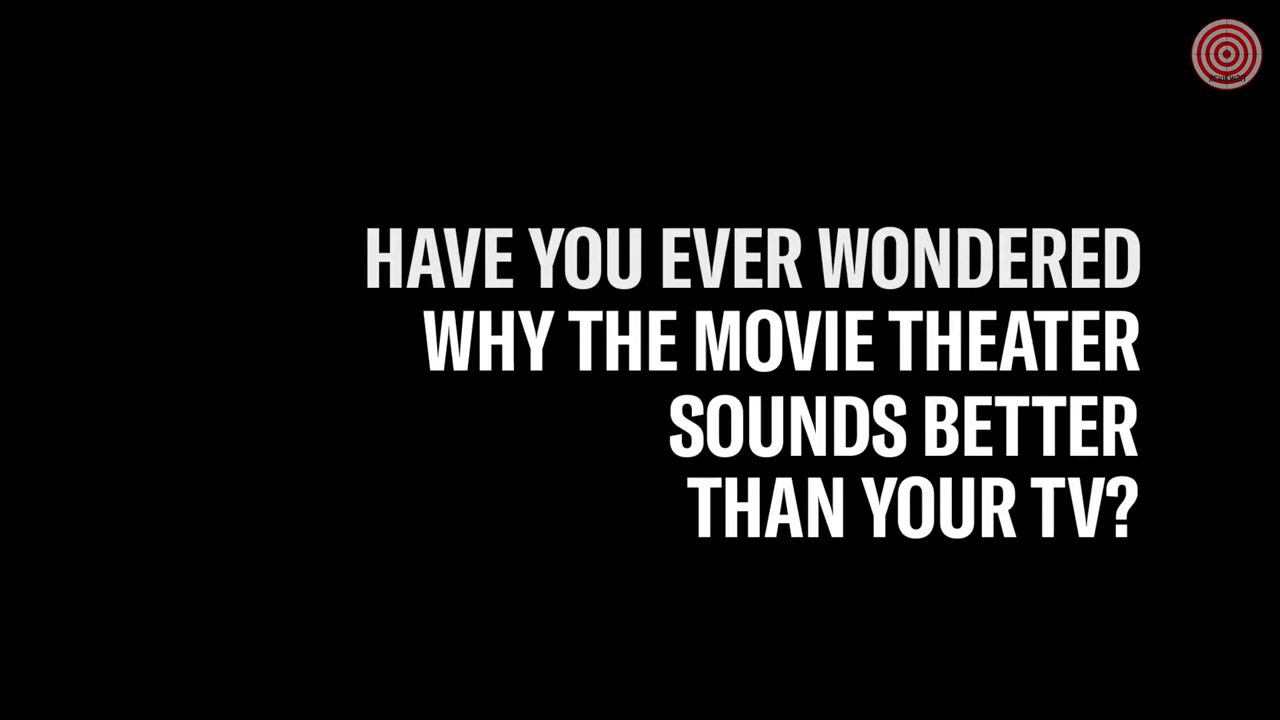 HAVE YOU EVER WONDERED
WHY THE MOVIE THEATER
SOUNDS BETTER
THAN YOUR TV?